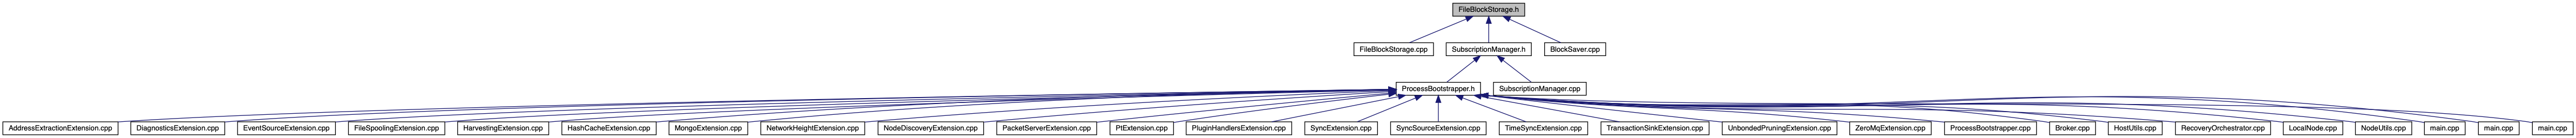 FileBlockStorage.h
FileBlockStorage.cpp
SubscriptionManager.h
BlockSaver.cpp
ProcessBootstrapper.h
SubscriptionManager.cpp
AddressExtractionExtension.cpp
DiagnosticsExtension.cpp
EventSourceExtension.cpp
FileSpoolingExtension.cpp
HarvestingExtension.cpp
HashCacheExtension.cpp
MongoExtension.cpp
NetworkHeightExtension.cpp
NodeDiscoveryExtension.cpp
PacketServerExtension.cpp
PtExtension.cpp
PluginHandlersExtension.cpp
SyncExtension.cpp
SyncSourceExtension.cpp
TimeSyncExtension.cpp
TransactionSinkExtension.cpp
UnbondedPruningExtension.cpp
ZeroMqExtension.cpp
ProcessBootstrapper.cpp
Broker.cpp
HostUtils.cpp
RecoveryOrchestrator.cpp
LocalNode.cpp
NodeUtils.cpp
main.cpp
main.cpp
main.cpp